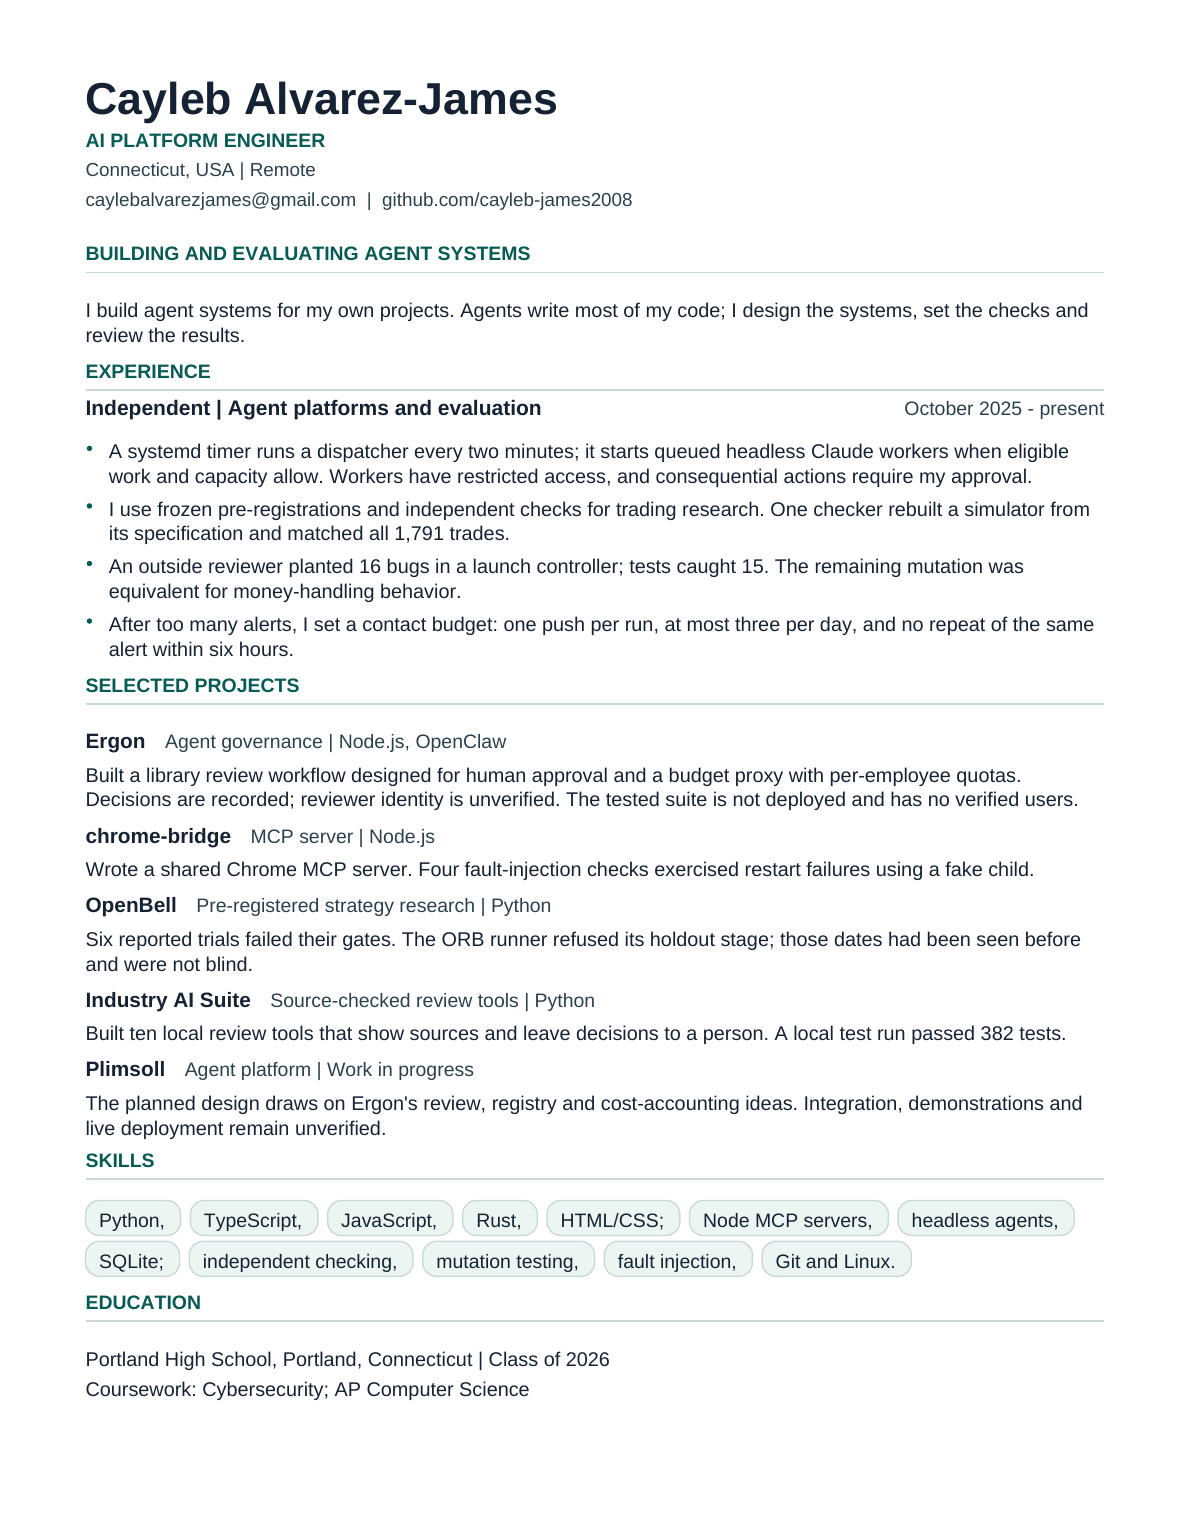 Cayleb Alvarez-James
AI PLATFORM ENGINEER
Connecticut, USA | Remote
caylebalvarezjames@gmail.com | github.com/cayleb-james2008
BUILDING AND EVALUATING AGENT SYSTEMS
I build agent systems for my own projects. Agents write most of my code; I design the systems, set the checks and
review the results.
EXPERIENCE
Independent | Agent platforms and evaluation October 2025 - present
• A systemd timer runs a dispatcher every two minutes; it starts queued headless Claude workers when eligible
work and capacity allow. Workers have restricted access, and consequential actions require my approval.
• I use frozen pre-registrations and independent checks for trading research. One checker rebuilt a simulator from
its specification and matched all 1,791 trades.
• An outside reviewer planted 16 bugs in a launch controller; tests caught 15. The remaining mutation was
equivalent for money-handling behavior.
• After too many alerts, I set a contact budget: one push per run, at most three per day, and no repeat of the same
alert within six hours.
SELECTED PROJECTS
Ergon Agent governance | Node.js, OpenClaw
Built a library review workflow designed for human approval and a budget proxy with per-employee quotas.
Decisions are recorded; reviewer identity is unverified. The tested suite is not deployed and has no verified users.
chrome-bridge MCP server | Node.js
Wrote a shared Chrome MCP server. Four fault-injection checks exercised restart failures using a fake child.
OpenBell Pre-registered strategy research | Python
Six reported trials failed their gates. The ORB runner refused its holdout stage; those dates had been seen before
and were not blind.
Industry AI Suite Source-checked review tools | Python
Built ten local review tools that show sources and leave decisions to a person. A local test run passed 382 tests.
Plimsoll Agent platform | Work in progress
The planned design draws on Ergon's review, registry and cost-accounting ideas. Integration, demonstrations and
live deployment remain unverified.
SKILLS
Python, TypeScript, JavaScript, Rust, HTML/CSS; Node MCP servers, headless agents,
SQLite; independent checking, mutation testing, fault injection, Git and Linux.
EDUCATION
Portland High School, Portland, Connecticut | Class of 2026
Coursework: Cybersecurity; AP Computer Science